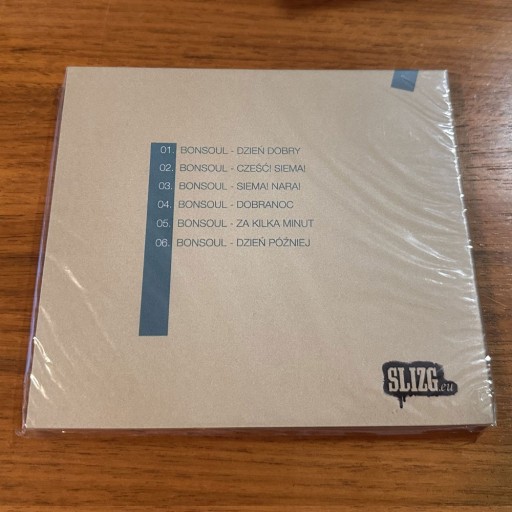 01. BONSOUL - DZIEŃ DOBRY
02. BONSOUL - CZEŚĆ! SIEMA!
03. BONSOUL - SIEMA! NARA!
04. BONSOUL - DOBRANOC
05. BONSOUL - ZA KILKA MINUT
06. BONSOUL - DZIEŃ PÓŹNIEJ
SLIZG.eu